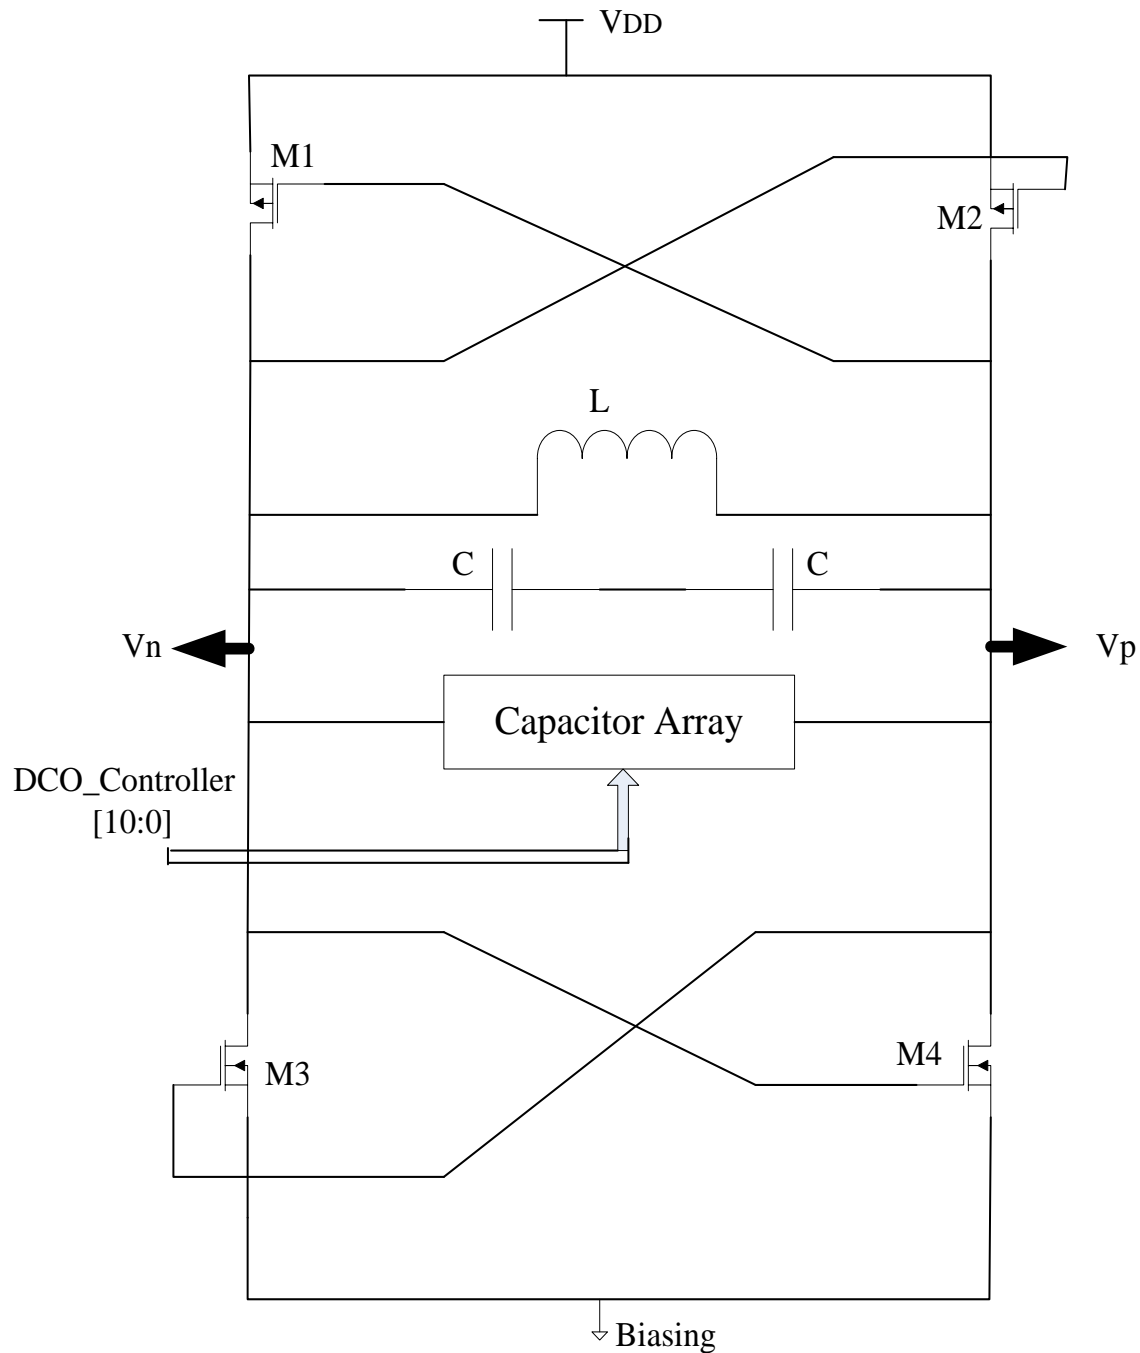 VDD
M1
M2
L
C
C
Vn
Vp
Capacitor Array
DCO_Controller
[10:0]
M3
M4
Biasing